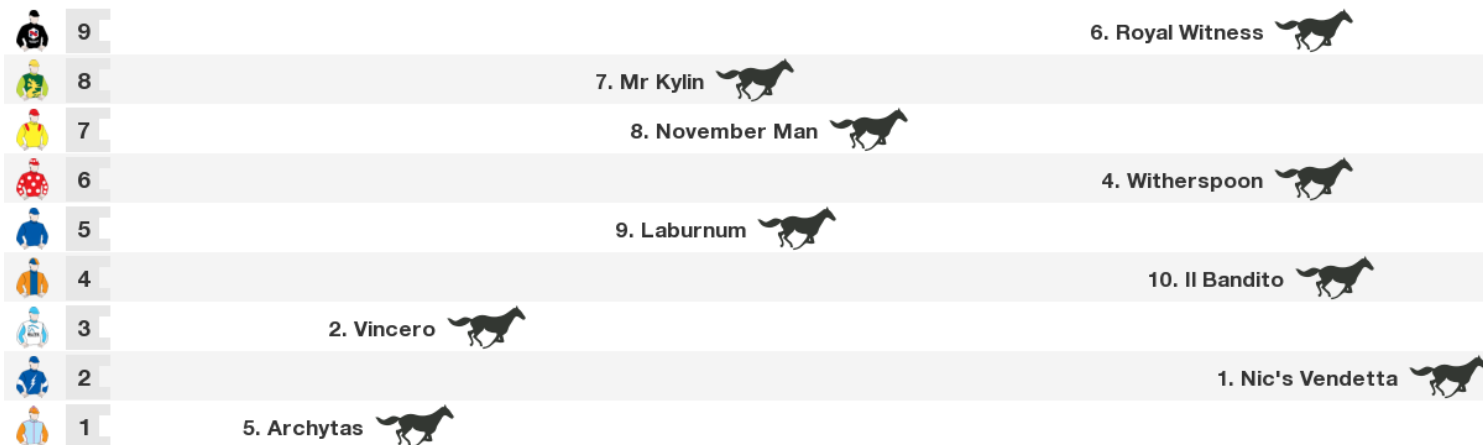 9 6. Royal Witness
8 7. Mr Kylin
7 8. November Man
6 4. Witherspoon
5 9. Laburnum
4 10. Il Bandito
3 2. Vincero
2 1. Nic's Vendetta
1 5. Archytas